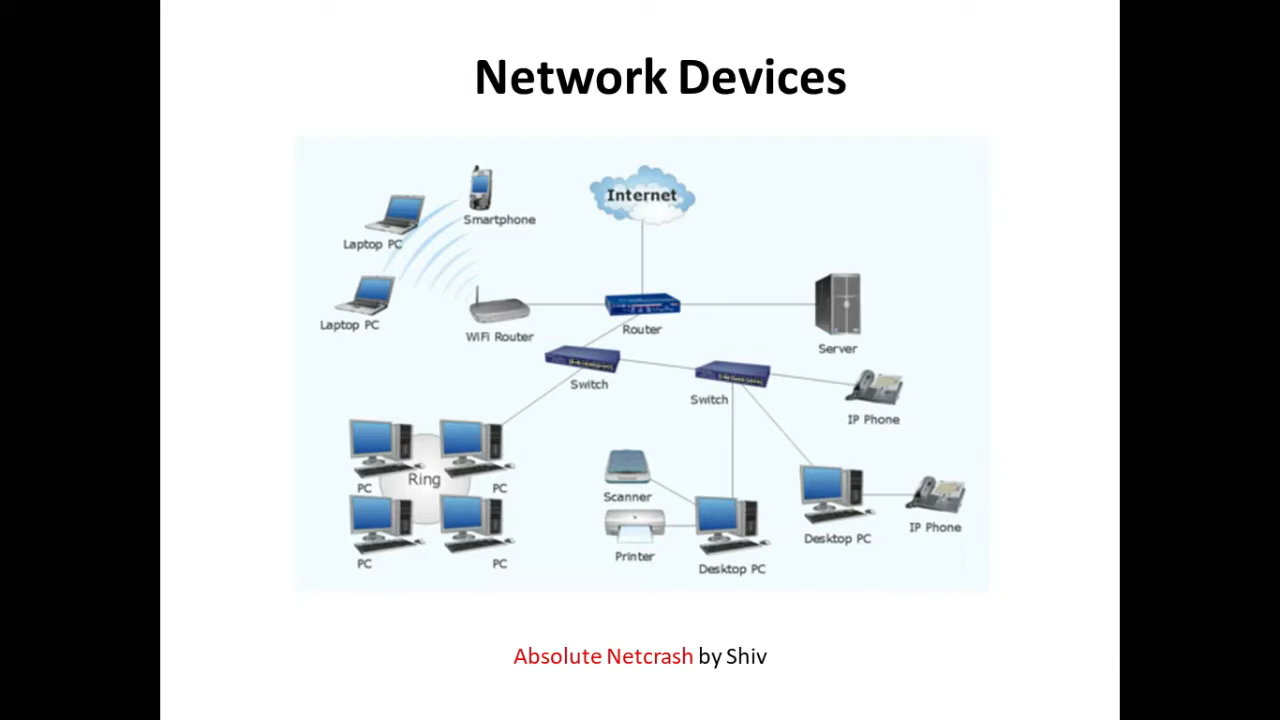 Network Devices
Internet
Smartphone
Laptop PC
Laptop PC
WiFi Router
Router
Server
Switch
Switch
IP Phone
PC
Ring
PC
Scanner
IP Phone
Desktop PC
Printer
PC
PC
Desktop PC
Absolute Netcrash by Shiv